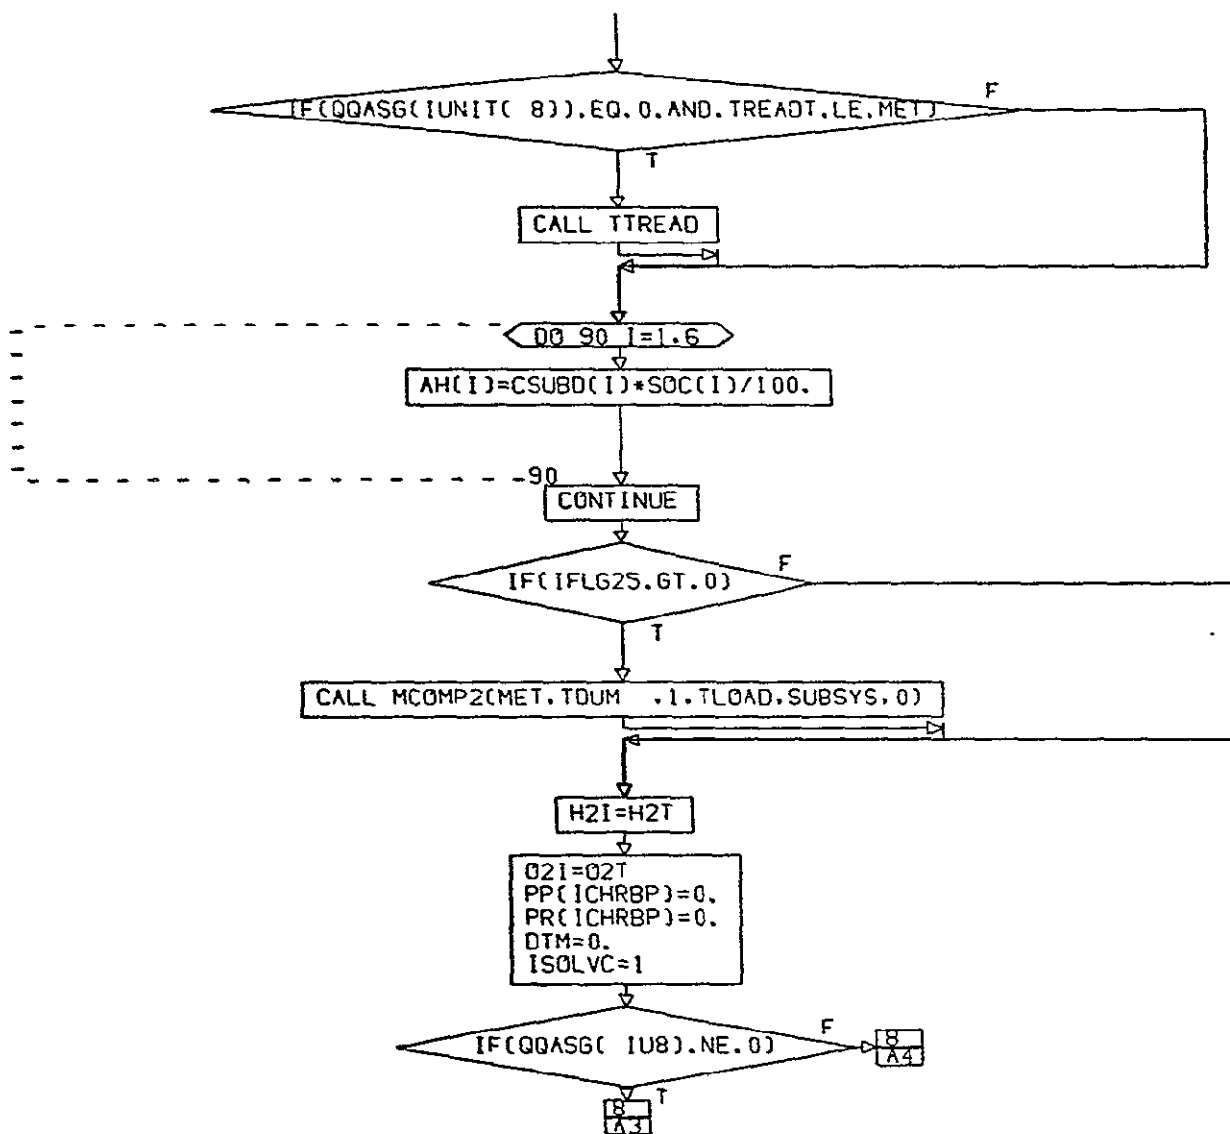 F
IF(QQASG(IUNIT( 8)).EQ.0.AND.TREADT.LE.MET)
T
CALL TTREAD
DO 90 I=1.6
AH(I)=CSUBD(I)*SOC(I)/100.
90
CONTINUE
F
IF(IFLG25.GT.0)
T
CALL MCOMP2(MET.TDUM .1.TLOAD.SUBSYS.0)
H2I=H2T
O2I=O2T
PP(ICHRBP)=0.
PR(ICHRBP)=0.
DTM=0.
ISOLVC=1
F
IF(QQASG( IU8).NE.0)
8
A4
T
8
A3